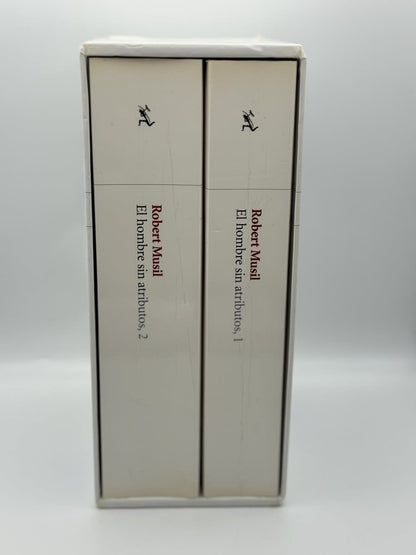 Robert Musil
El hombre sin atributos, 2
Robert Musil
El hombre sin atributos, 1